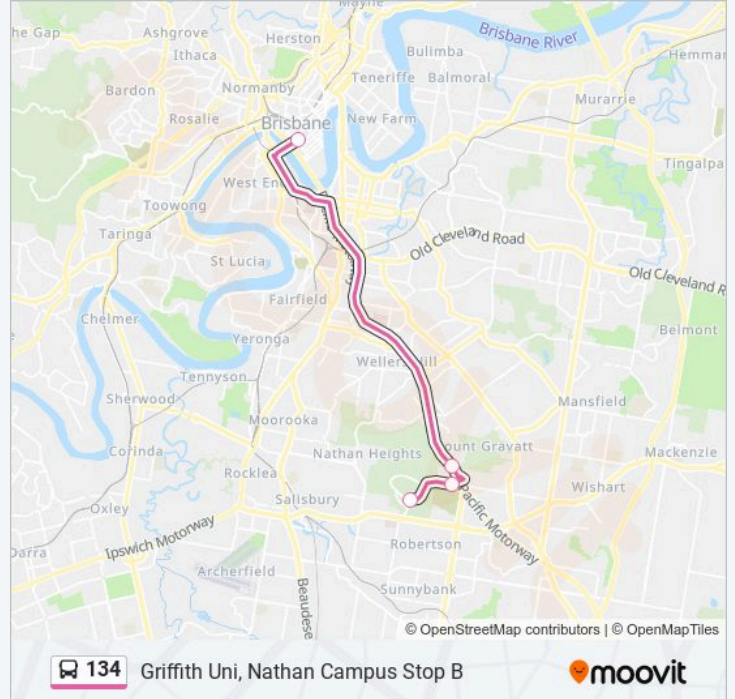 Mayne
The Gap
Ashgrove
Herston
Brisbane River
Ithaca
Bulimba
Hemmar
Teneriffe
Balmoral
Bardon
Normanby
Murarrie
Rosalie
Brisbane
New Farm
Tingalpa
West End
Toowong
Taringa
Old Cleveland Road
St Lucia
Old Cleveland R
Fairfield
Chelmer
Belmont
Yeronga
Wellers Hill
Tennyson
Sherwood
Mansfield
Moorooka
Corinda
Nathan Heights
ount Gravatt
Mackenzie
Rocklea
Wishart
Salisbury
Oxley
Pacific Motorway
Ipswich Motorway
Darra
Robertson
Archerfield
Sunnybank
Beaudese
© OpenStreetMap contributors | © OpenMapTiles
134 Griffith Uni, Nathan Campus Stop B
moovit